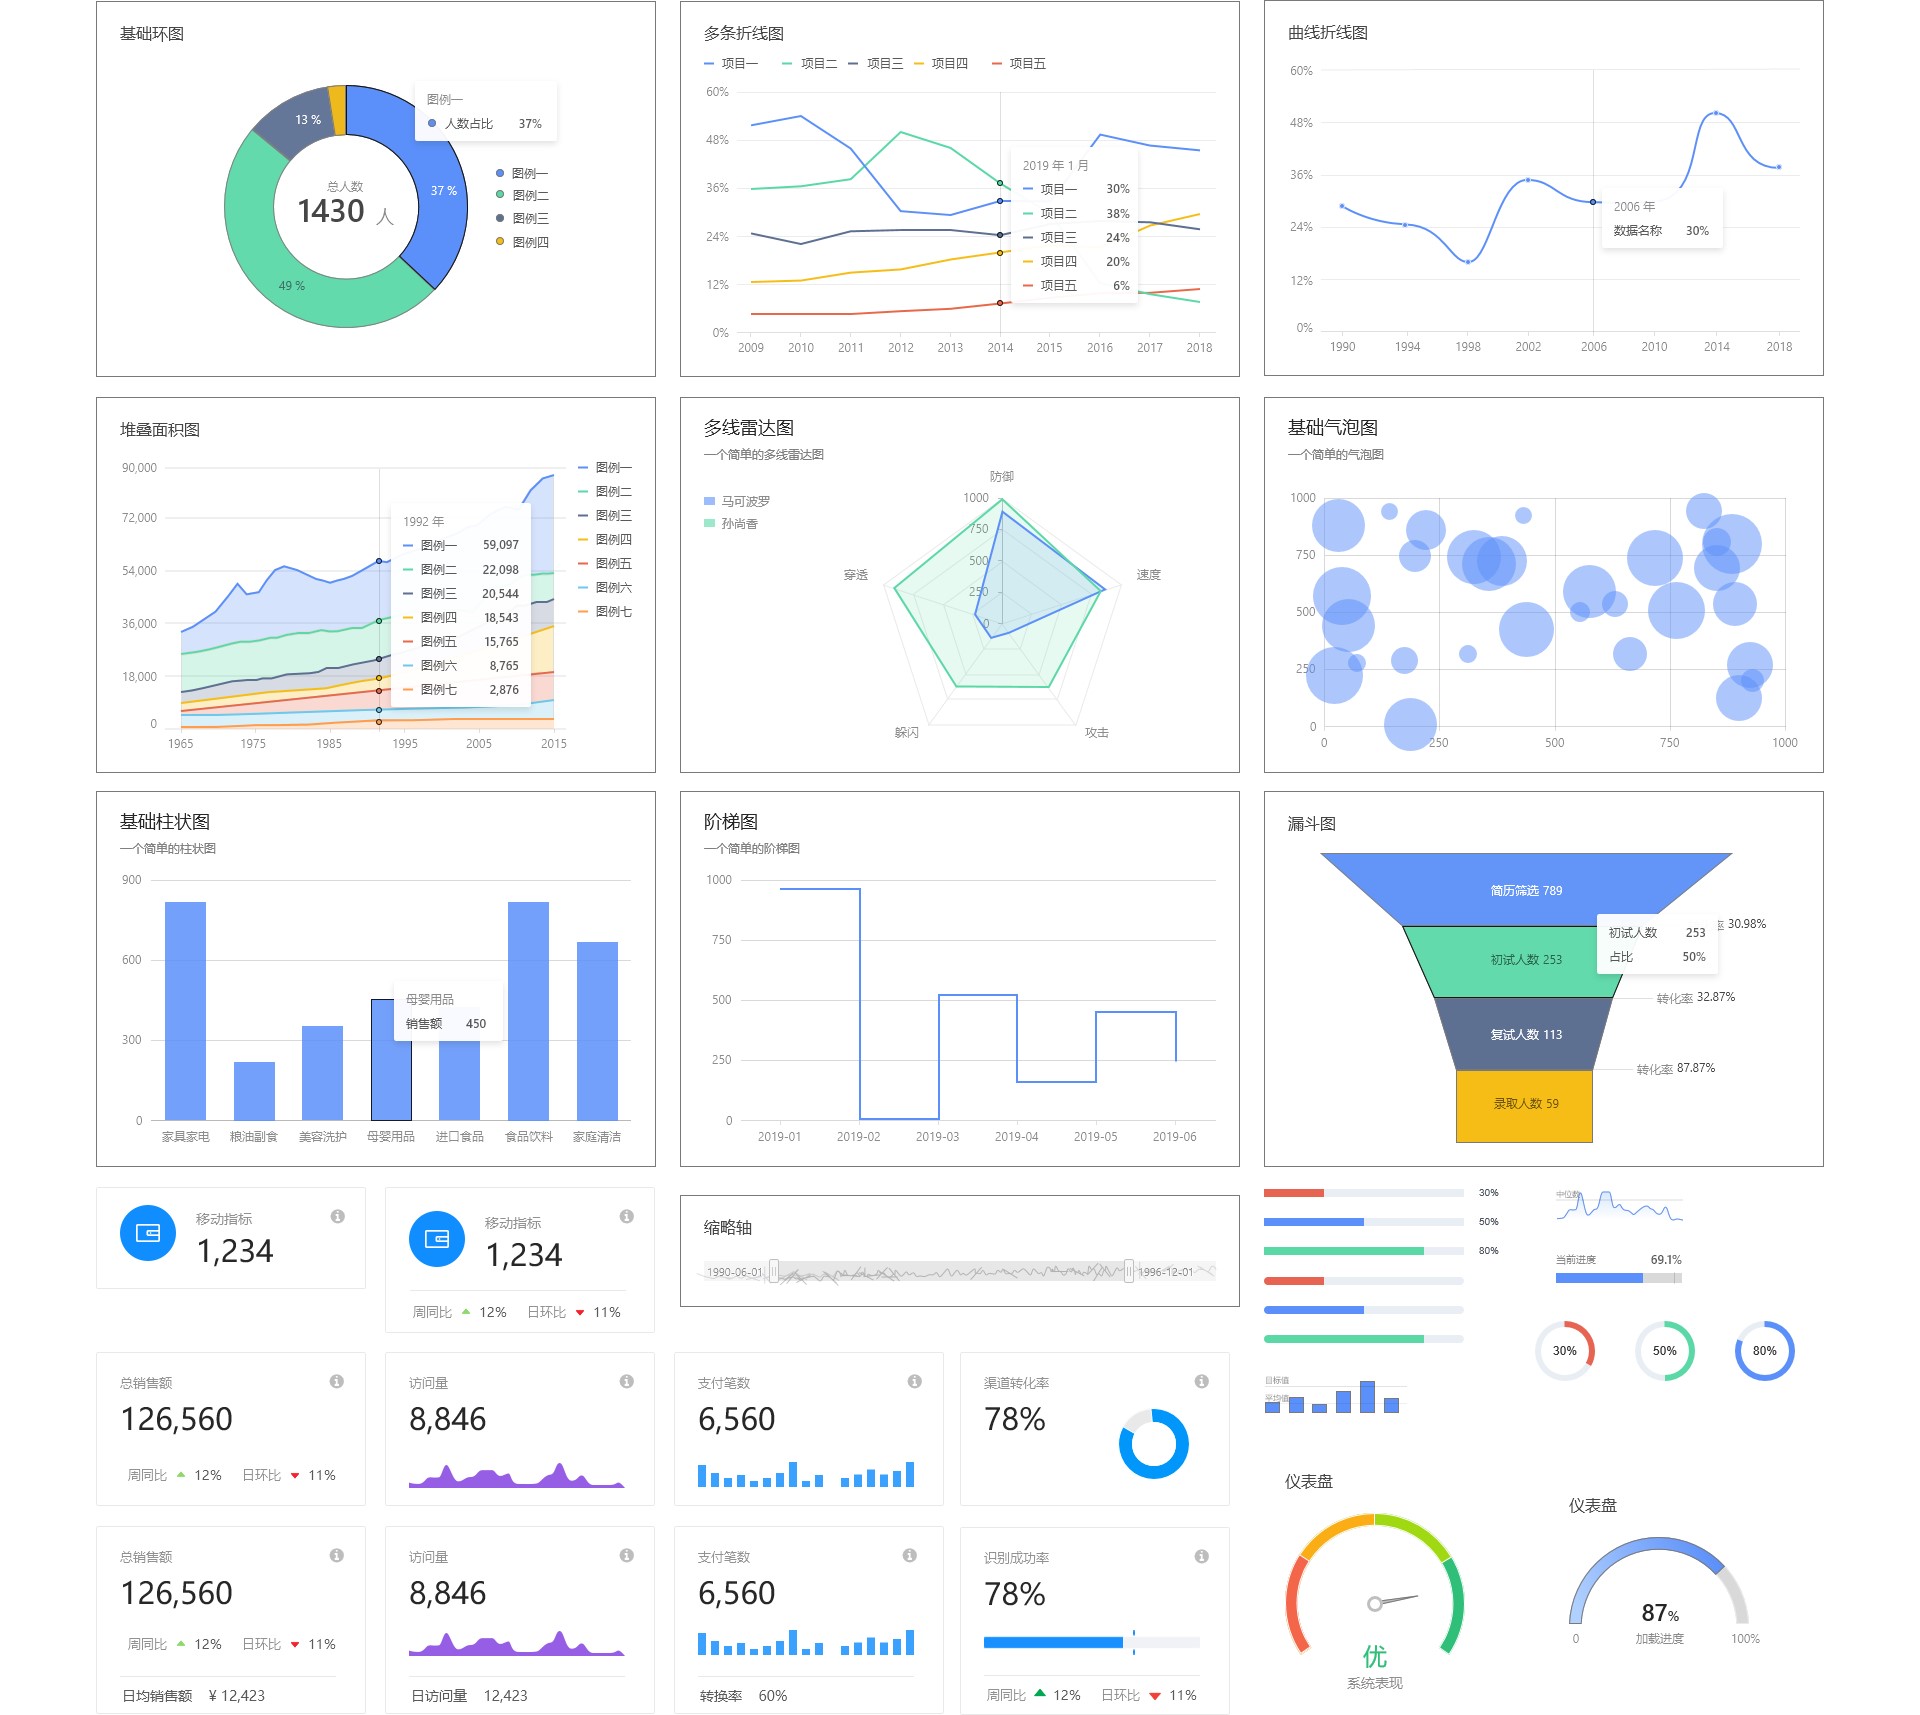 基础环图
图例一
人数占比 37%
13 %
37 %
49 %
总人数
1430 人
图例一
图例二
图例三
图例四
多条折线图
项目一 项目二 项目三 项目四 项目五
60%
48%
36%
24%
12%
0%
2019 年 1 月
项目一 30%
项目二 38%
项目三 24%
项目四 20%
项目五 6%
2009 2010 2011 2012 2013 2014 2015 2016 2017 2018
曲线折线图
60%
48%
36%
24%
12%
0%
2006 年
数据名称 30%
1990 1994 1998 2002 2006 2010 2014 2018
堆叠面积图
90,000
72,000
54,000
36,000
18,000
0
1992 年
图例一 59,097
图例二 22,098
图例三 20,544
图例四 18,543
图例五 15,765
图例六 8,765
图例七 2,876
图例一
图例二
图例三
图例四
图例五
图例六
图例七
1965 1975 1985 1995 2005 2015
多线雷达图
一个简单的多线雷达图
马可波罗
孙尚香
防御
1000
750
500
250
0
穿透
速度
躲闪
攻击
基础气泡图
一个简单的气泡图
1000
750
500
250
0
0 250 500 750 1000
基础柱状图
一个简单的柱状图
900
600
300
0
母婴用品
销售额 450
家具家电 粮油副食 美容洗护 母婴用品 进口食品 食品饮料 家庭清洁
阶梯图
一个简单的阶梯图
1000
750
500
250
0
2019-01 2019-02 2019-03 2019-04 2019-05 2019-06
漏斗图
简历筛选 789
率 30.98%
初试人数 253
占比 50%
初试人数 253
转化率 32.87%
复试人数 113
转化率 87.87%
录取人数 59
移动指标
1,234
移动指标
1,234
周同比 12% 日环比 11%
缩略轴
1990-06-01
1996-12-01
30%
50%
80%
中位数
当前进度 69.1%
30%
50%
80%
目标值
平均值
总销售额
126,560
周同比 12% 日环比 11%
访问量
8,846
支付笔数
6,560
渠道转化率
78%
总销售额
126,560
周同比 12% 日环比 11%
日均销售额 ¥ 12,423
访问量
8,846
日访问量 12,423
支付笔数
6,560
转换率 60%
识别成功率
78%
周同比 12% 日环比 11%
仪表盘
优
系统表现
仪表盘
87%
0 加载进度 100%